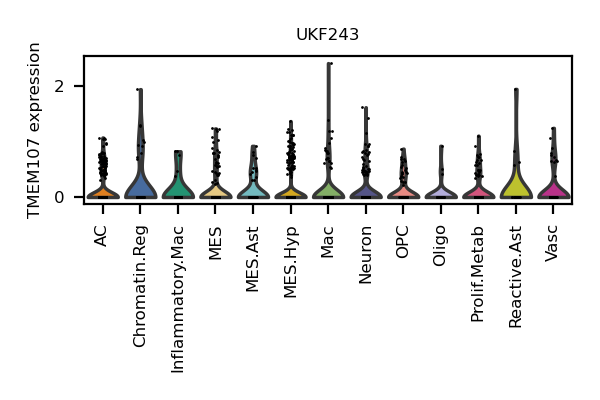 UKF243
TMEM107 expression
2
0
AC
Chromatin.Reg
Inflammatory.Mac
MES
MES.Ast
MES.Hyp
Mac
Neuron
OPC
Oligo
Prolif.Metab
Reactive.Ast
Vasc